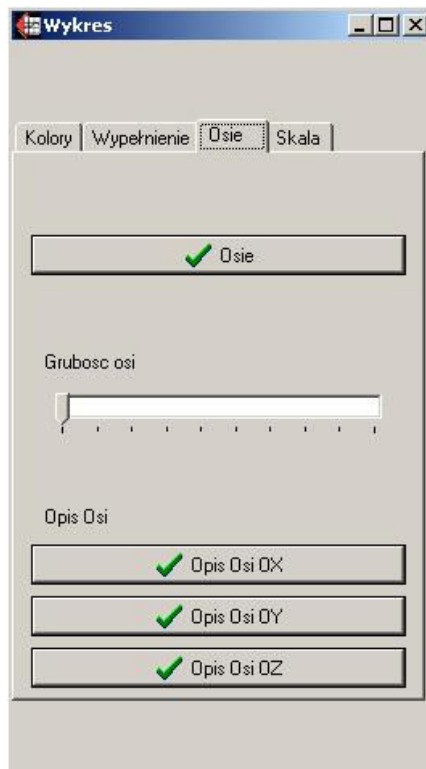 Wykres
Kolory Wypełnienie Osie Skala
Osie
Grubosc osi
Opis Osi
Opis Osi OX
Opis Osi OY
Opis Osi OZ